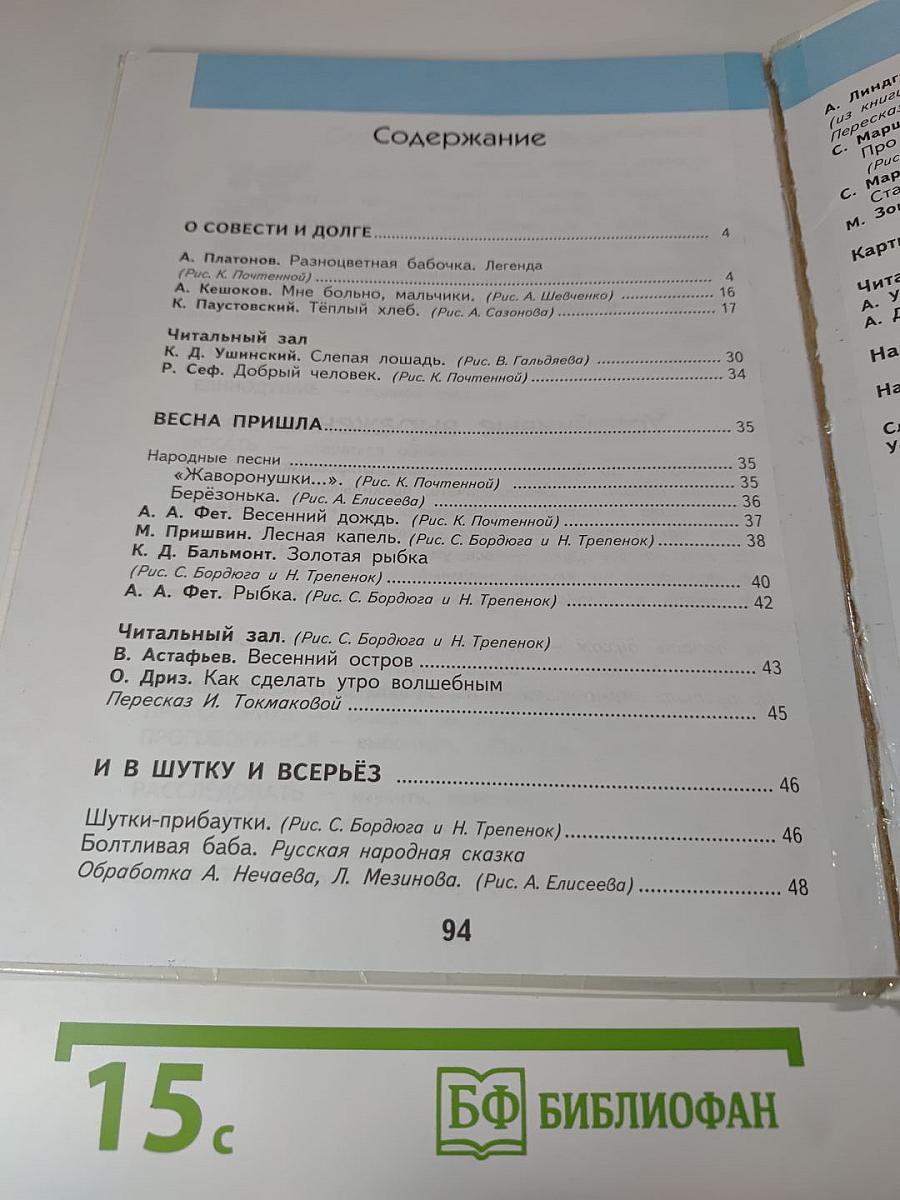 Содержание
О СОВЕСТИ И ДОЛГЕ.......................... 4
А. Платонов. Разноцветная бабочка. Легенда
(Рис. К. Почтенной).......................... 4
А. Кешоков. Мне больно, мальчики. (Рис. А. Шевченко) .......... 16
К. Паустовский. Тёплый хлеб. (Рис. А. Сазонова).......... 17
Читальный зал
К. Д. Ушинский. Слепая лошадь. (Рис. В. Гальдяева) .......... 30
Р. Сеф. Добрый человек. (Рис. К. Почтенной).......... 34
ВЕСНА ПРИШЛА.......................... 35
Народные песни .......................... 35
«Жаворонушки...». (Рис. К. Почтенной) .......... 35
Берёзонька. (Рис. А. Елисеева) .......... 36
А. А. Фет. Весенний дождь. (Рис. К. Почтенной).......... 37
М. Пришвин. Лесная капель. (Рис. С. Бордюга и Н. Трепенок).......... 38
К. Д. Бальмонт. Золотая рыбка
(Рис. С. Бордюга и Н. Трепенок).......... 40
А. А. Фет. Рыбка. (Рис. С. Бордюга и Н. Трепенок) .......... 42
Читальный зал. (Рис. С. Бордюга и Н. Трепенок)
В. Астафьев. Весенний остров.......... 43
О. Дриз. Как сделать утро волшебным
Пересказ И. Токмаковой.......... 45
И В ШУТКУ И ВСЕРЬЁЗ .......... 46
Шутки-прибаутки. (Рис. С. Бордюга и Н. Трепенок).......... 46
Болтливая баба. Русская народная сказка
Обработка А. Нечаева, Л. Мезинова. (Рис. А. Елисеева).......... 48
94
А.
(из
С.
Про
С.
М.
А.
А.
15 с
БФ БИБЛИОФАН